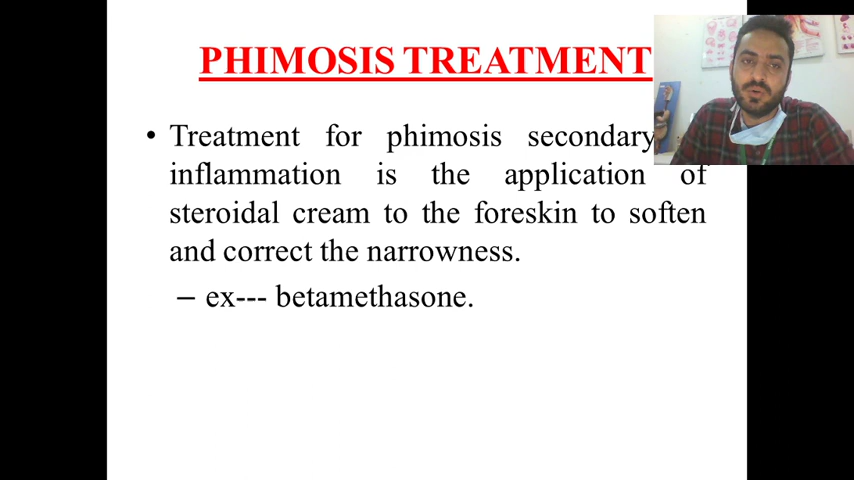 PHIMOSIS TREATMENT
• Treatment for phimosis secondary
inflammation is the application of
steroidal cream to the foreskin to soften
and correct the narrowness.
– ex--- betamethasone.